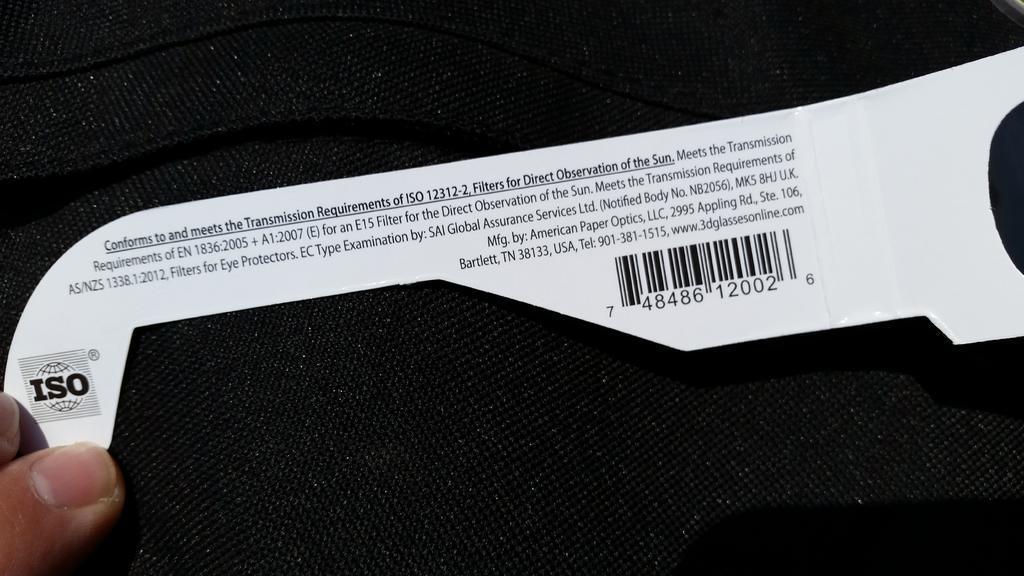 Conforms to and meets the Transmission Requirements of ISO 12312-2, Filters for Direct Observation of the Sun. Meets the Transmission
Requirements of EN 1836:2005 + A1:2007 (E) for an E15 Filter for the Direct Observation of the Sun. Meets the Transmission Requirements of
AS/NZS 1338.1:2012, Filters for Eye Protectors. EC Type Examination by: SAI Global Assurance Services Ltd. (Notified Body No. NB2056), MK5 8HJ U.K.
Mfg. by: American Paper Optics, LLC, 2995 Appling Rd., Ste. 106,
Bartlett, TN 38133, USA, Tel: 901-381-1515, www.3dglassesonline.com
7 48486 12002 6
ISO ®